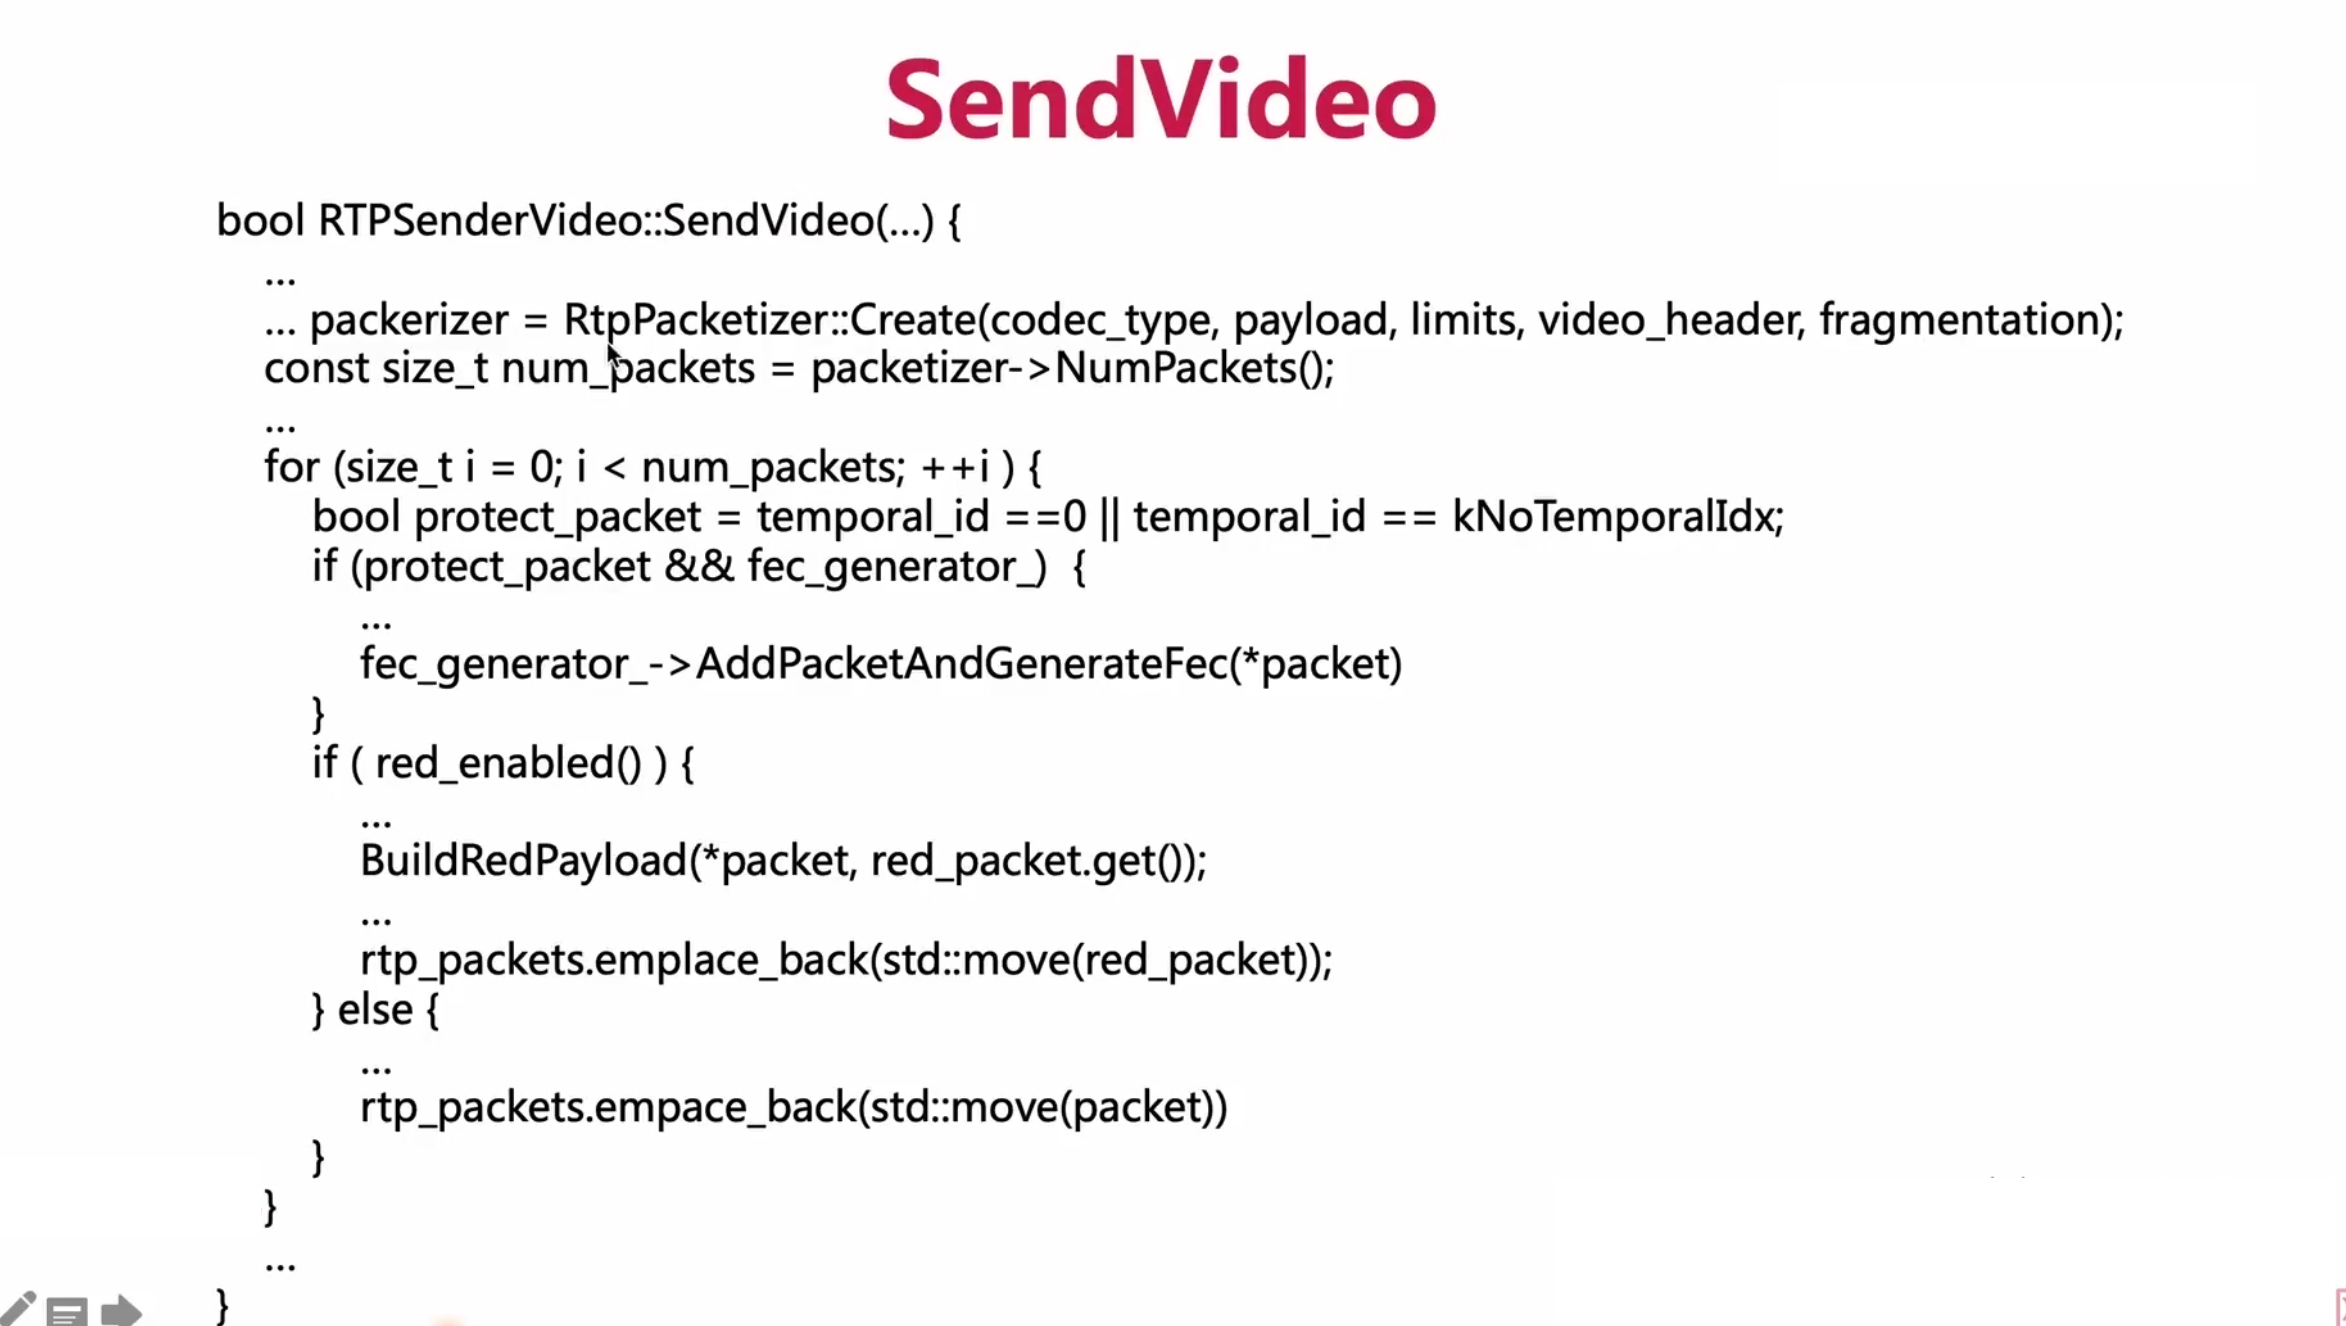 SendVideo
bool RTPSenderVideo::SendVideo(...) {
...
... packerizer = RtpPacketizer::Create(codec_type, payload, limits, video_header, fragmentation);
const size_t num_packets = packetizer->NumPackets();
...
for (size_t i = 0; i < num_packets; ++i ) {
bool protect_packet = temporal_id ==0 || temporal_id == kNoTemporalIdx;
if (protect_packet && fec_generator_) {
...
fec_generator_->AddPacketAndGenerateFec(*packet)
}
if ( red_enabled() ) {
...
BuildRedPayload(*packet, red_packet.get());
...
rtp_packets.emplace_back(std::move(red_packet));
} else {
...
rtp_packets.empace_back(std::move(packet))
}
}
...
}